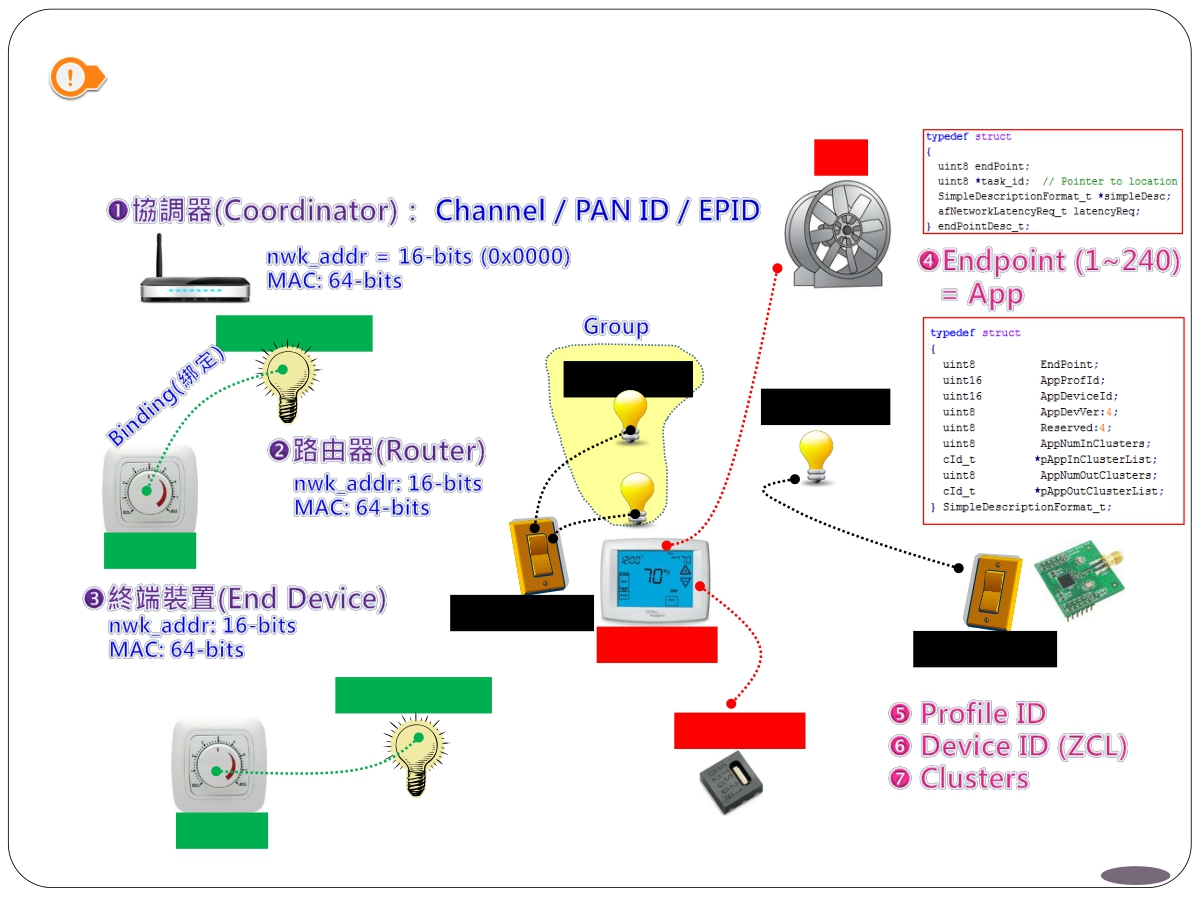 ❶協調器(Coordinator)： Channel / PAN ID / EPID
nwk_addr = 16-bits (0x0000)
MAC: 64-bits
Binding(綁定)
❷路由器(Router)
nwk_addr: 16-bits
MAC: 64-bits
❸終端裝置(End Device)
nwk_addr: 16-bits
MAC: 64-bits
Group
70°
typedef struct
{
uint8 endPoint;
uint8 *task_id; // Pointer to location
SimpleDescriptionFormat_t *simpleDesc;
afNetworkLatencyReq_t latencyReq;
} endPointDesc_t;
❹Endpoint (1~240)
= App
typedef struct
{
uint8 EndPoint;
uint16 AppProfId;
uint16 AppDeviceId;
uint8 AppDevVer:4;
uint8 Reserved:4;
uint8 AppNumInClusters;
cId_t *pAppInClusterList;
uint8 AppNumOutClusters;
cId_t *pAppOutClusterList;
} SimpleDescriptionFormat_t;
❺ Profile ID
❻ Device ID (ZCL)
❼ Clusters